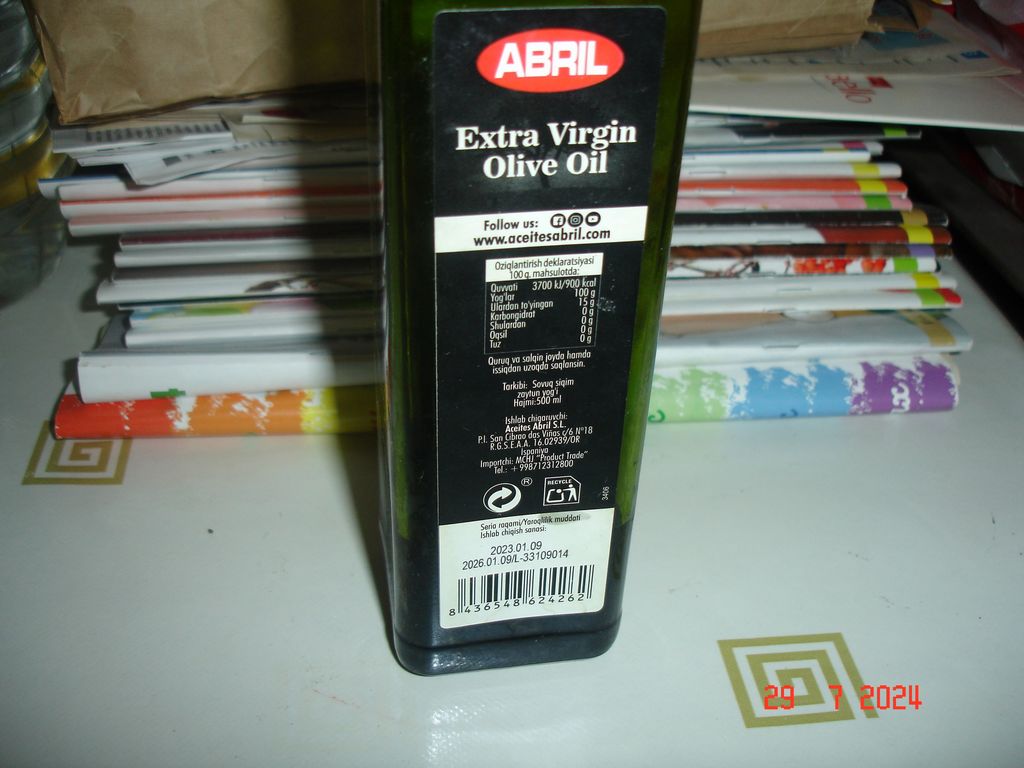 ABRIL
Extra Virgin
Olive Oil
Follow us:
www.aceitesabril.com
Oziqlantirish deklaratsiyasi
100 g. mahsulotda:
Quvvati 3700 kJ/900 kcal
Yog'lar 100 g
Ulardan to'yingan 15 g
Karbongidrat 0 g
Shulardan 0 g
Oqsil 0 g
Tuz 0 g
Quruq va salqin joyda hamda
issiqdan uzoqda saqlansin.
Tarkibi: Sovuq siqim
zaytun yog'i
Hajmi:500 ml
Ishlab chiqaruvchi:
Aceites Abril S.L.
P.I. San Cibrao das Viñas c/6 Nº18
R.G.S.E.A.A. 16.02939/OR
Ispaniya
Importchi: MCHJ "Product Trade"
Tel.: +998712312800
®
RECYCLE
3406
Seria raqami/Yaroqlilik muddati
Ishlab chiqish sanasi:
2023.01.09
2026.01.09/L-33109014
8 436548 624262
29 7 2024